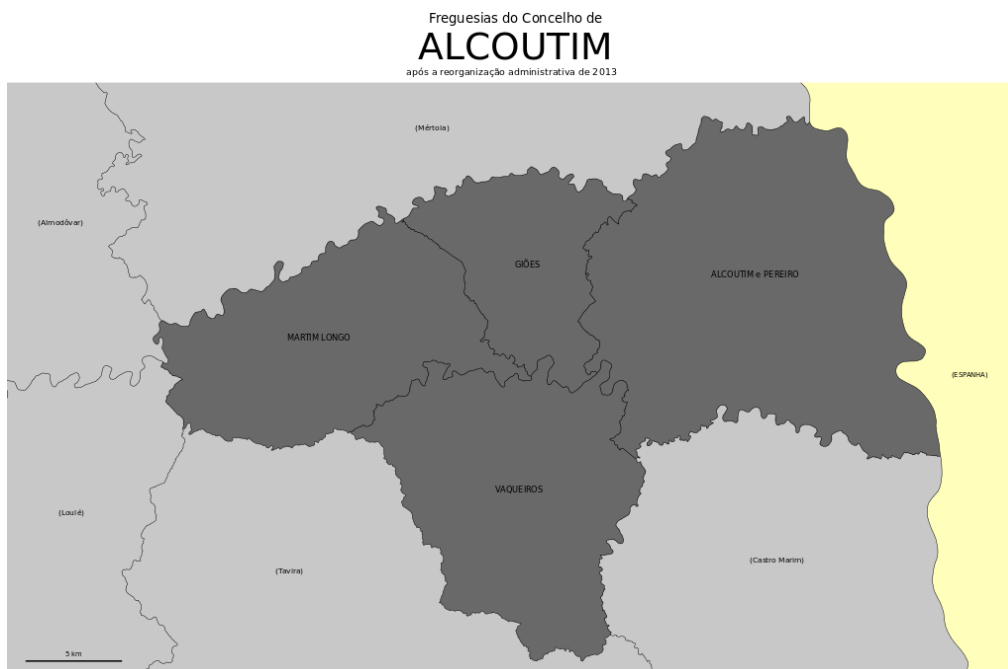 Freguesias do Concelho de
ALCOUTIM
após a reorganização administrativa de 2013
(Mértola)
(Almodôvar)
GIÕES
ALCOUTIM e PEREIRO
MARTIM LONGO
(ESPANHA)
VAQUEIROS
(Loulé)
(Castro Marim)
(Tavira)
5 km